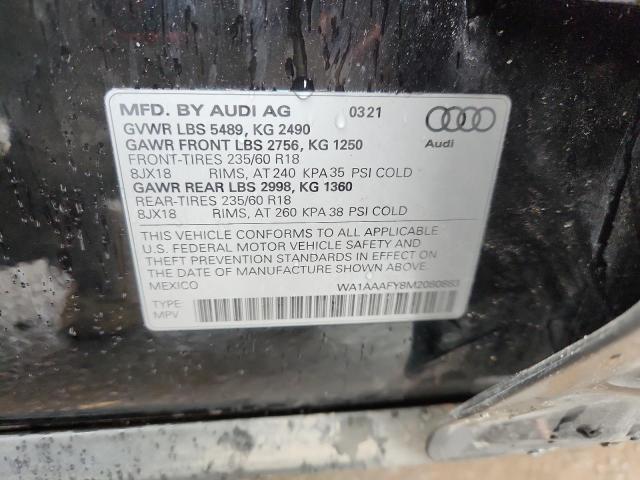 MFD. BY AUDI AG 0321
GVWR LBS 5489, KG 2490
GAWR FRONT LBS 2756, KG 1250
FRONT-TIRES 235/60 R18
8JX18 RIMS, AT 240 KPA 35 PSI COLD
GAWR REAR LBS 2998, KG 1360
REAR-TIRES 235/60 R18
8JX18 RIMS, AT 260 KPA 38 PSI COLD
Audi
THIS VEHICLE CONFORMS TO ALL APPLICABLE
U.S. FEDERAL MOTOR VEHICLE SAFETY AND
THEFT PREVENTION STANDARDS IN EFFECT ON
THE DATE OF MANUFACTURE SHOWN ABOVE.
MEXICO
TYPE:
MPV